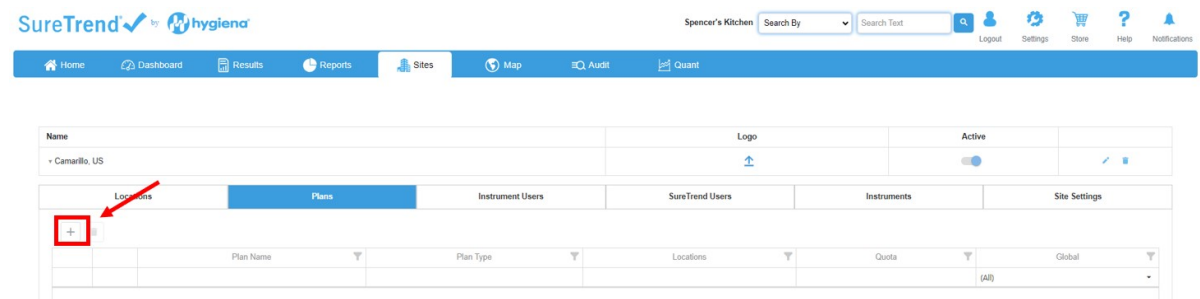 SureTrend by hygiena
Spencer's Kitchen Search By Search Text
Logout Settings Store Help Notifications
Home Dashboard Results Reports Sites Map Audit Quant
Name Logo Active
Camarillo, US
Locations Plans Instrument Users SureTrend Users Instruments Site Settings
Plan Name Plan Type Locations Quota Global
(All)